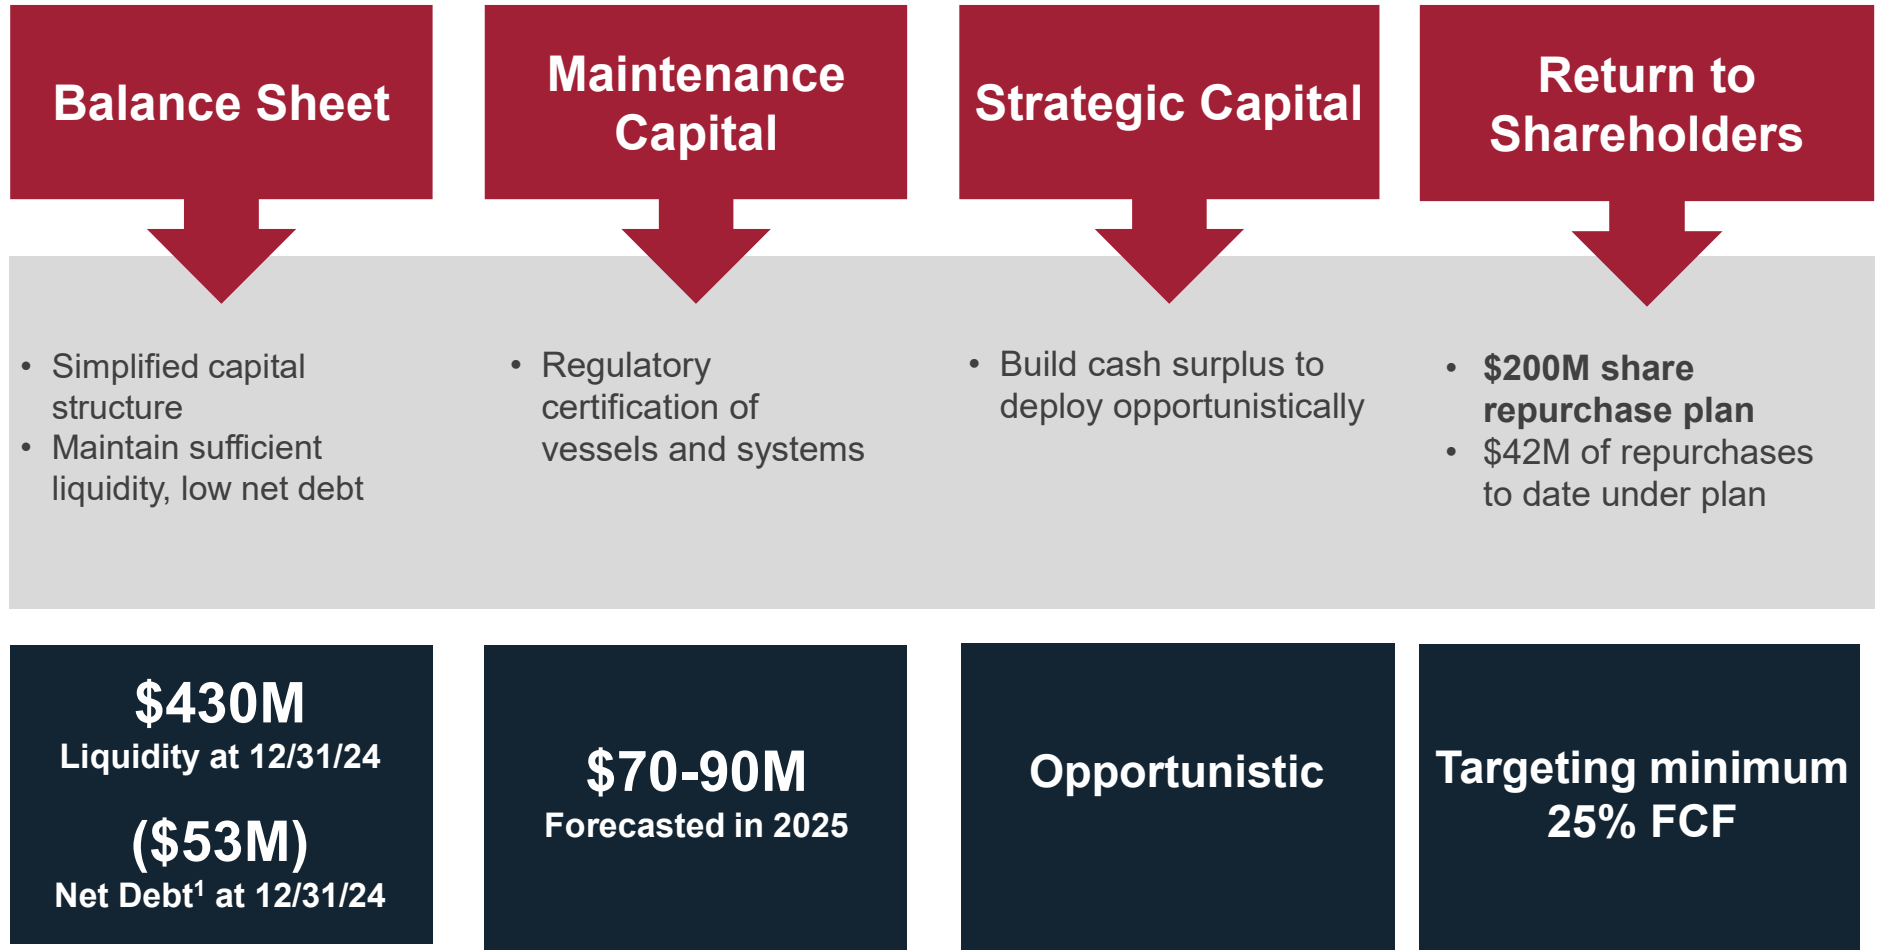 Balance Sheet
Maintenance
Capital
Strategic Capital
Return to
Shareholders
• Simplified capital
structure
• Maintain sufficient
liquidity, low net debt
• Regulatory
certification of
vessels and systems
• Build cash surplus to
deploy opportunistically
• $200M share
repurchase plan
• $42M of repurchases
to date under plan
$430M
Liquidity at 12/31/24
($53M)
Net Debt¹ at 12/31/24
$70-90M
Forecasted in 2025
Opportunistic
Targeting minimum
25% FCF